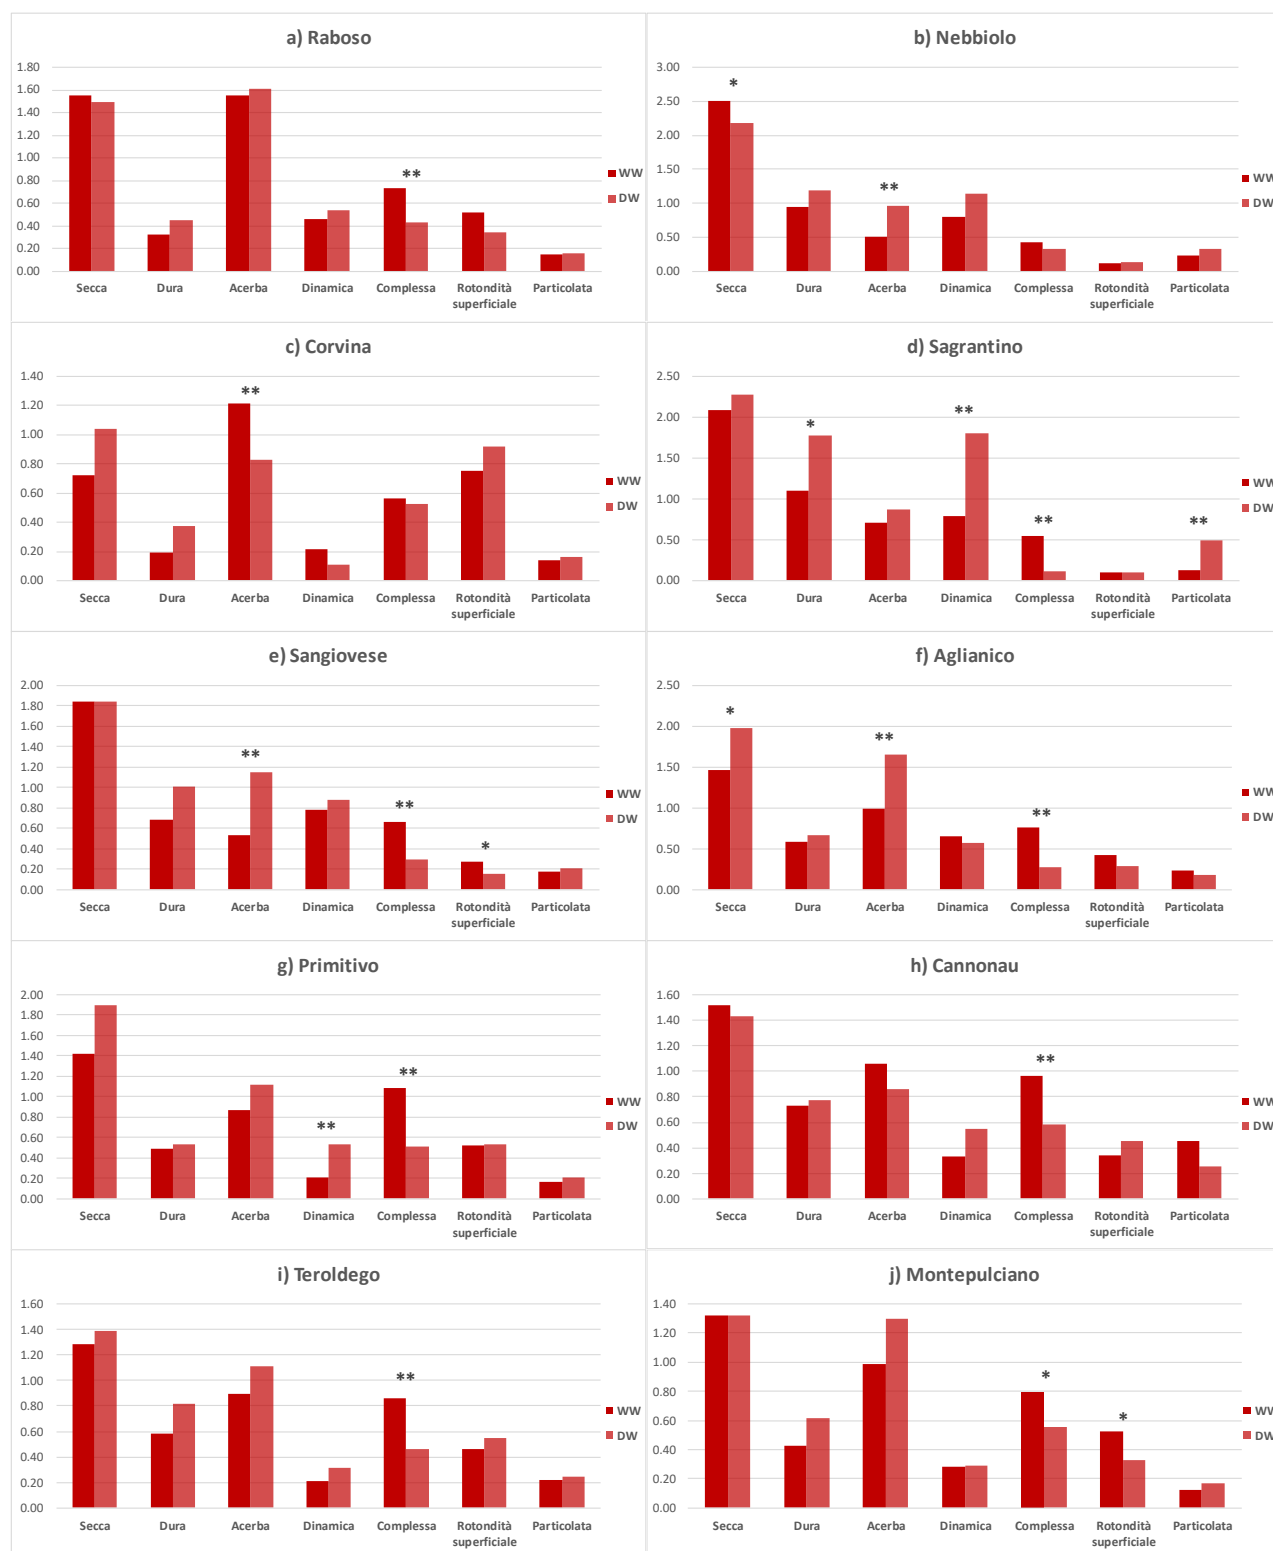 a) Raboso
1.80
1.60
1.40
1.20
1.00
0.80
0.60
0.40
0.20
0.00
**
WW
DW
Secca Dura Acerba Dinamica Complessa Rotondità Particolata
superficiale
b) Nebbiolo
3.00
2.50
2.00
1.50
1.00
0.50
0.00
*
**
WW
DW
Secca Dura Acerba Dinamica Complessa Rotondità Particolata
superficiale
c) Corvina
1.40
1.20
1.00
0.80
0.60
0.40
0.20
0.00
**
WW
DW
Secca Dura Acerba Dinamica Complessa Rotondità Particolata
superficiale
d) Sagrantino
2.50
2.00
1.50
1.00
0.50
0.00
*
**
**
**
WW
DW
Secca Dura Acerba Dinamica Complessa Rotondità Particolata
superficiale
e) Sangiovese
2.00
1.80
1.60
1.40
1.20
1.00
0.80
0.60
0.40
0.20
0.00
**
**
*
WW
DW
Secca Dura Acerba Dinamica Complessa Rotondità Particolata
superficiale
f) Aglianico
2.50
2.00
1.50
1.00
0.50
0.00
*
**
**
WW
DW
Secca Dura Acerba Dinamica Complessa Rotondità Particolata
superficiale
g) Primitivo
2.00
1.80
1.60
1.40
1.20
1.00
0.80
0.60
0.40
0.20
0.00
**
**
WW
DW
Secca Dura Acerba Dinamica Complessa Rotondità Particolata
superficiale
h) Cannonau
1.60
1.40
1.20
1.00
0.80
0.60
0.40
0.20
0.00
**
WW
DW
Secca Dura Acerba Dinamica Complessa Rotondità Particolata
superficiale
i) Teroldego
1.60
1.40
1.20
1.00
0.80
0.60
0.40
0.20
0.00
**
WW
DW
Secca Dura Acerba Dinamica Complessa Rotondità Particolata
superficiale
j) Montepulciano
1.40
1.20
1.00
0.80
0.60
0.40
0.20
0.00
*
*
WW
DW
Secca Dura Acerba Dinamica Complessa Rotondità Particolata
superficiale